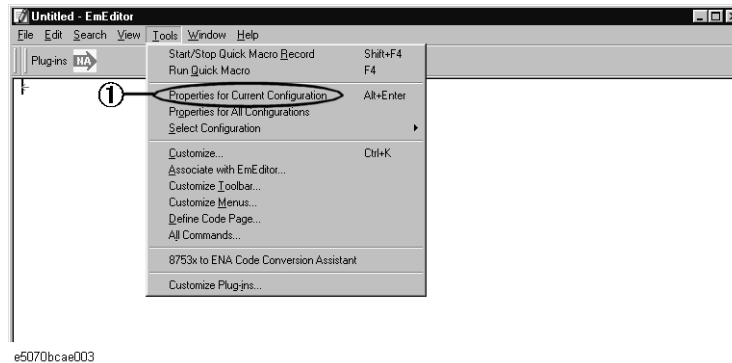 Untitled - EmEditor
File Edit Search View Tools Window Help
Plug-ins NA
Start/Stop Quick Macro Record Shift+F4
Run Quick Macro F4
1 Properties for Current Configuration Alt+Enter
Properties for All Configurations
Select Configuration
Customize... Ctrl+K
Associate with EmEditor...
Customize Toolbar...
Customize Menus...
Define Code Page...
All Commands...
8753x to ENA Code Conversion Assistant
Customize Plug-ins...
e5070bcae003